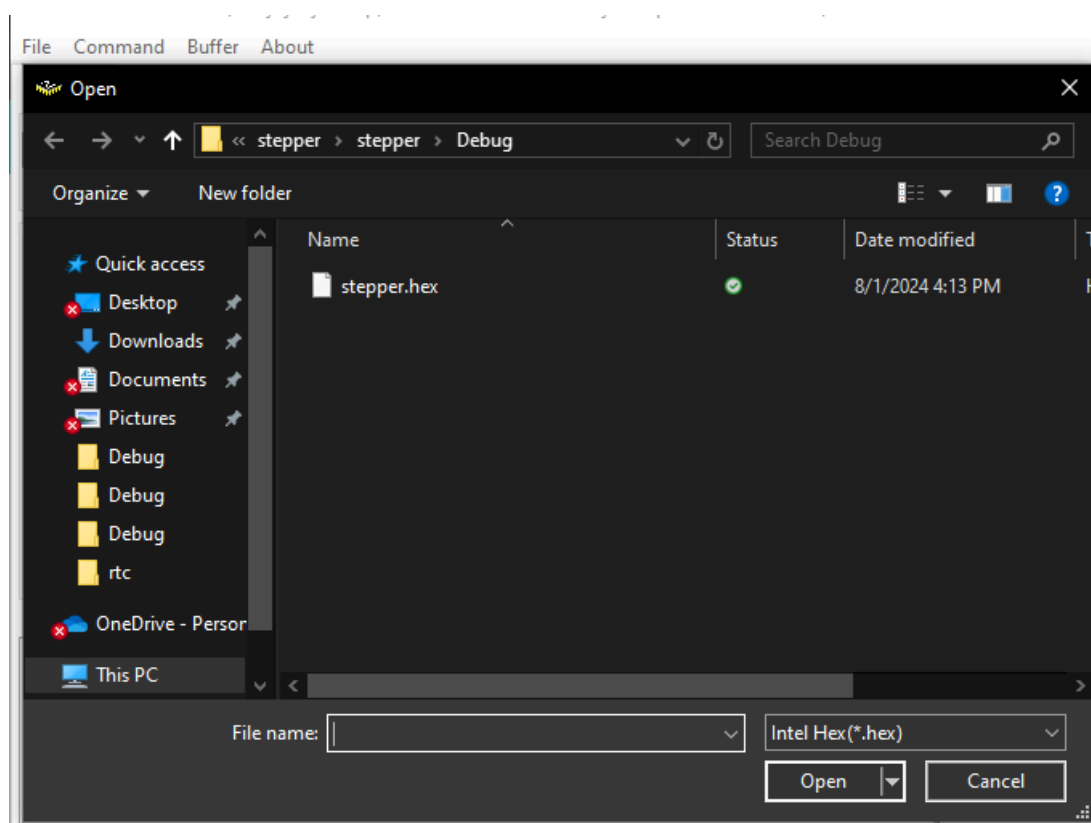 File Command Buffer About
Open
« stepper > stepper > Debug
Search Debug
Organize New folder
Name Status Date modified
Quick access
stepper.hex 8/1/2024 4:13 PM
Desktop
Downloads
Documents
Pictures
Debug
Debug
Debug
rtc
OneDrive - Person
This PC
File name: Intel Hex(*.hex)
Open Cancel